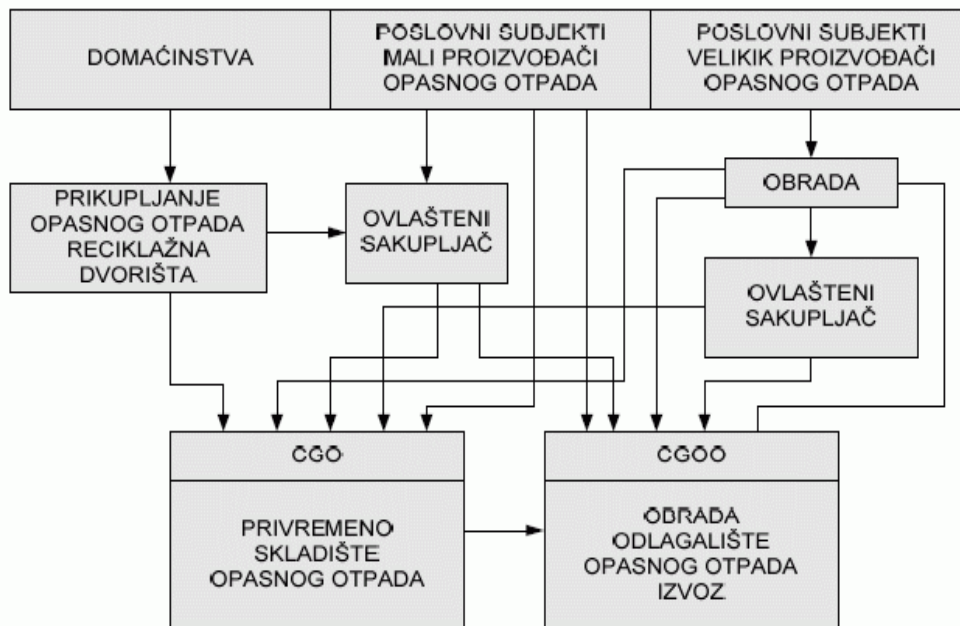 DOMAĆINSTVA
POSLOVNI SUBJEKTI
MALI PROIZVOĐAČI
OPASNOG OTPADA
POSLOVNI SUBJEKTI
VELIKIK PROIZVOĐAČI
OPASNOG OTPADA
PRIKUPLJANJE
OPASNOG OTPADA
RECIKLAŽNA
DVORIŠTA
OVLAŠTENI
SAKUPLJAČ
OBRADA
OVLAŠTENI
SAKUPLJAČ
CGO
PRIVREMENO
SKLADIŠTE
OPASNOG OTPADA
CGOO
OBRADA
ODLAGALIŠTE
OPASNOG OTPADA
IZVOZ